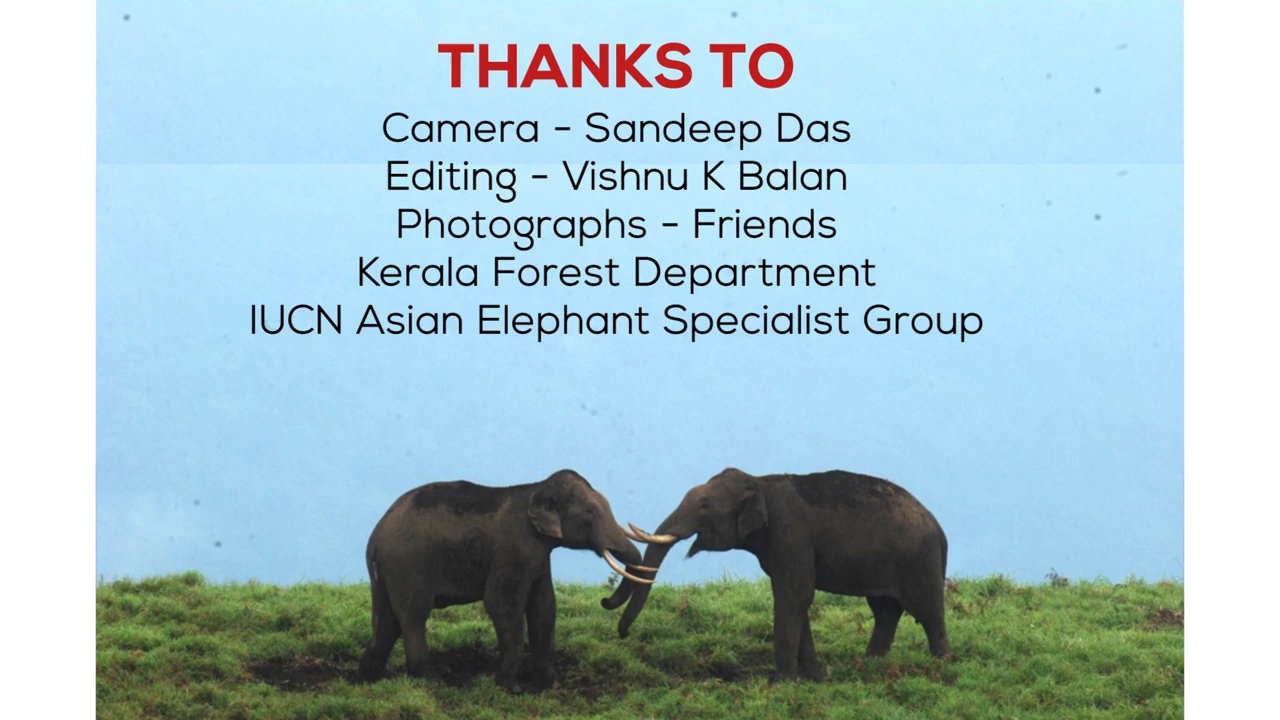 THANKS TO
Camera - Sandeep Das
Editing - Vishnu K Balan
Photographs - Friends
Kerala Forest Department
IUCN Asian Elephant Specialist Group